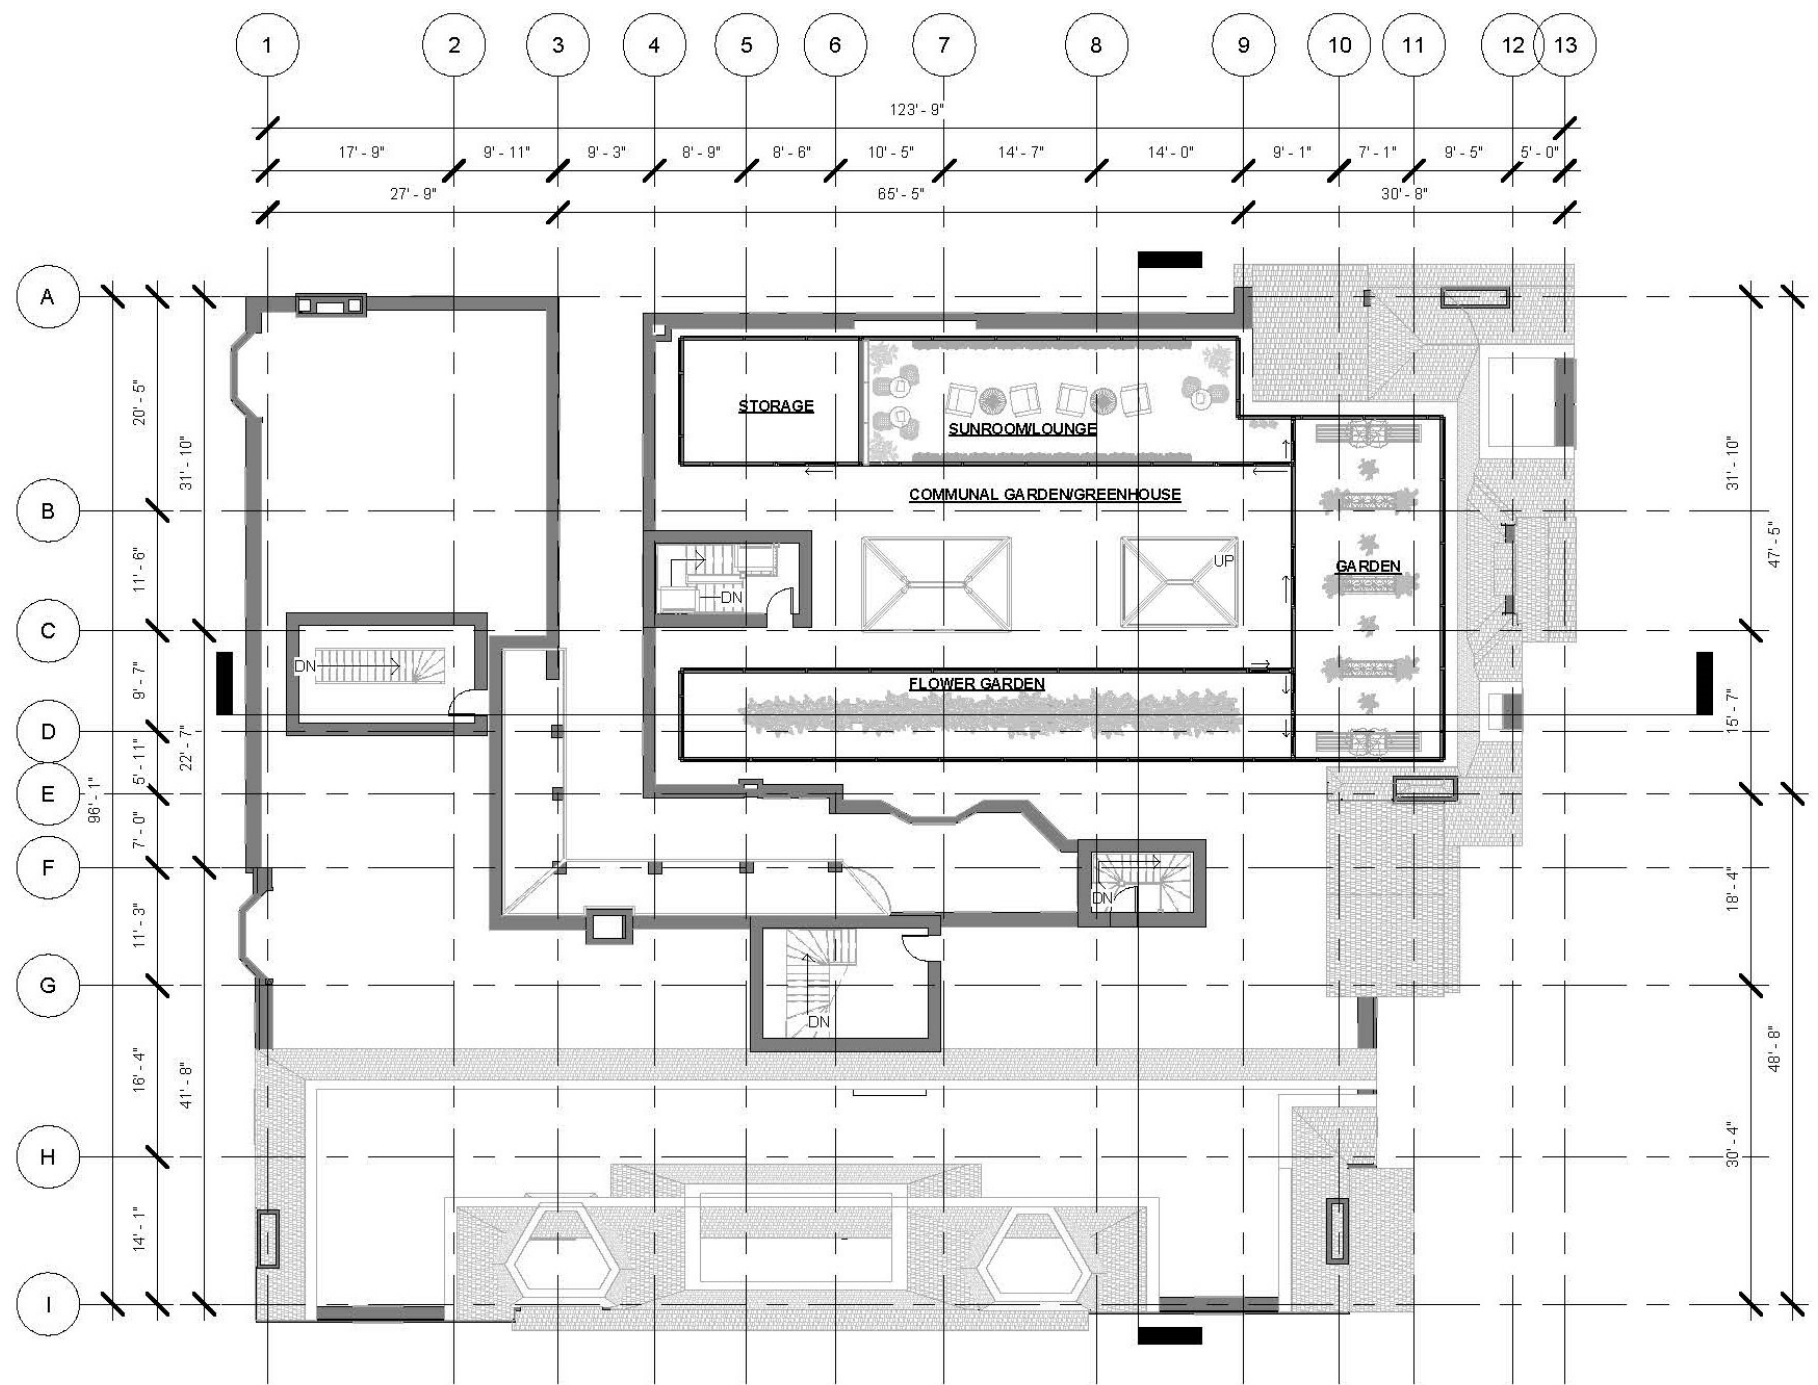 1 2 3 4 5 6 7 8 9 10 11 12 13
123' - 9"
17' - 9" 9' - 11" 9' - 3" 8' - 9" 8' - 6" 10' - 5" 14' - 7" 14' - 0" 9' - 1" 7' - 1" 9' - 5" 5' - 0"
27' - 9" 65' - 5" 30' - 8"
A
B
C
D
E
F
G
H
I
96' - 1"
20' - 5"
11' - 6"
9' - 7"
5' - 11"
7' - 0"
11' - 3"
16' - 4"
14' - 1"
31' - 10"
22' - 7"
41' - 8"
STORAGE
SUNROOM/LOUNGE
COMMUNAL GARDEN/GREENHOUSE
UP
GARDEN
DN
DN
FLOWER GARDEN
DN
DN
31' - 10"
15' - 7"
18' - 4"
30' - 4"
47' - 5"
48' - 8"